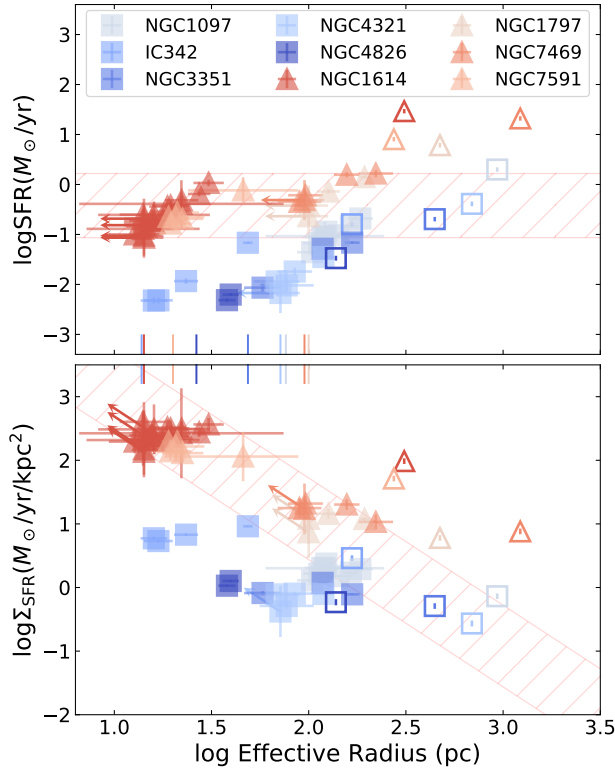 NGC1097 NGC4321 NGC1797
IC342 NGC4826 NGC7469
NGC3351 NGC1614 NGC7591
logSFR(M⊙/yr)
3
2
1
0
−1
−2
−3
logΣSFR(M⊙/yr/kpc²)
3
2
1
0
−1
−2
1.0 1.5 2.0 2.5 3.0 3.5
log Effective Radius (pc)